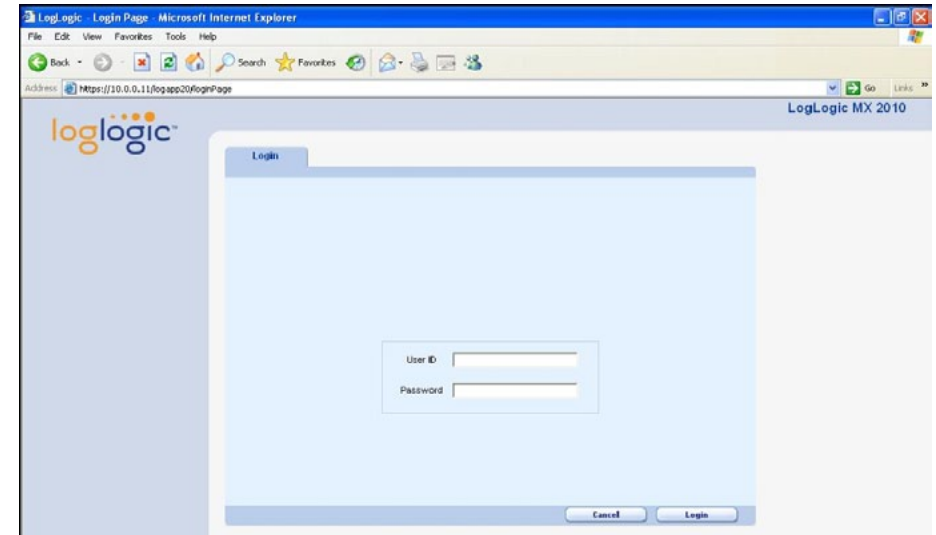 LogLogic - Login Page - Microsoft Internet Explorer
File Edit View Favorites Tools Help
Back Search Favorites
Address https://10.0.0.11/logapp20/loginPage Go Links »
loglogic™
LogLogic MX 2010
Login
User ID
Password
Cancel Login